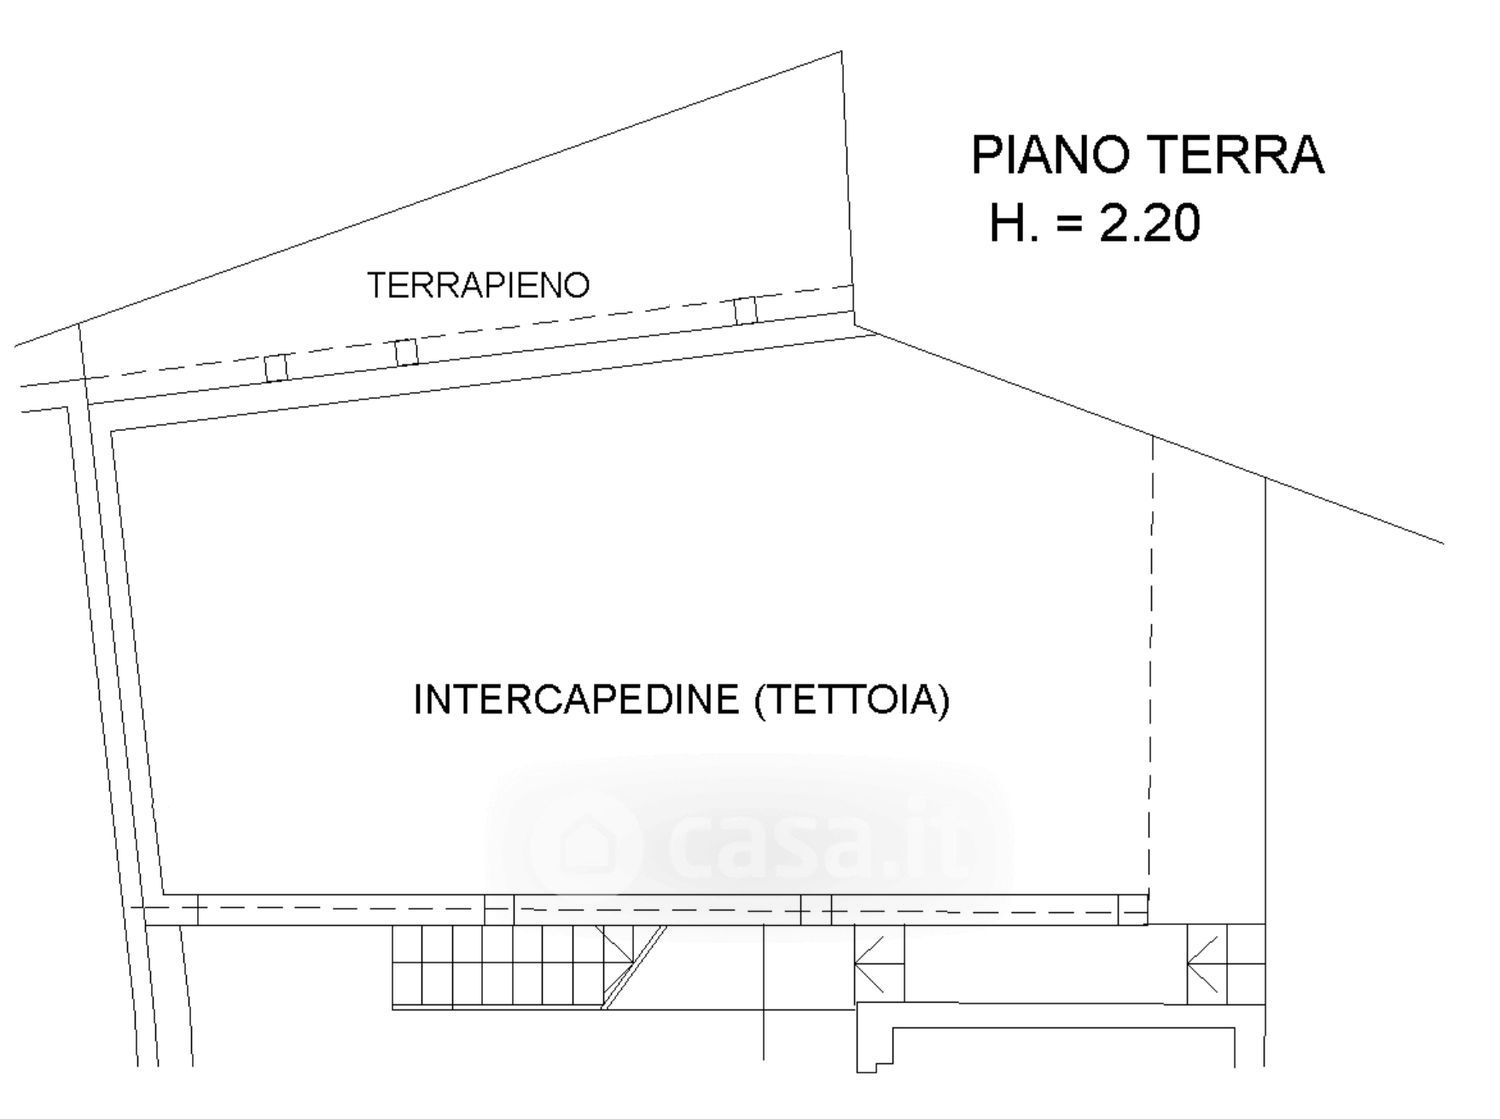 PIANO TERRA
H. = 2.20
TERRAPIENO
INTERCAPEDINE (TETTOIA)
casa.it